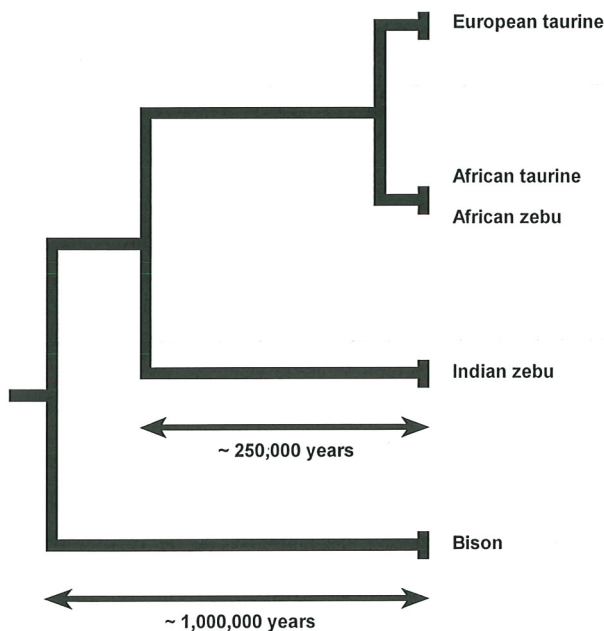 European taurine
African taurine
African zebu
Indian zebu
~ 250,000 years
Bison
~ 1,000,000 years